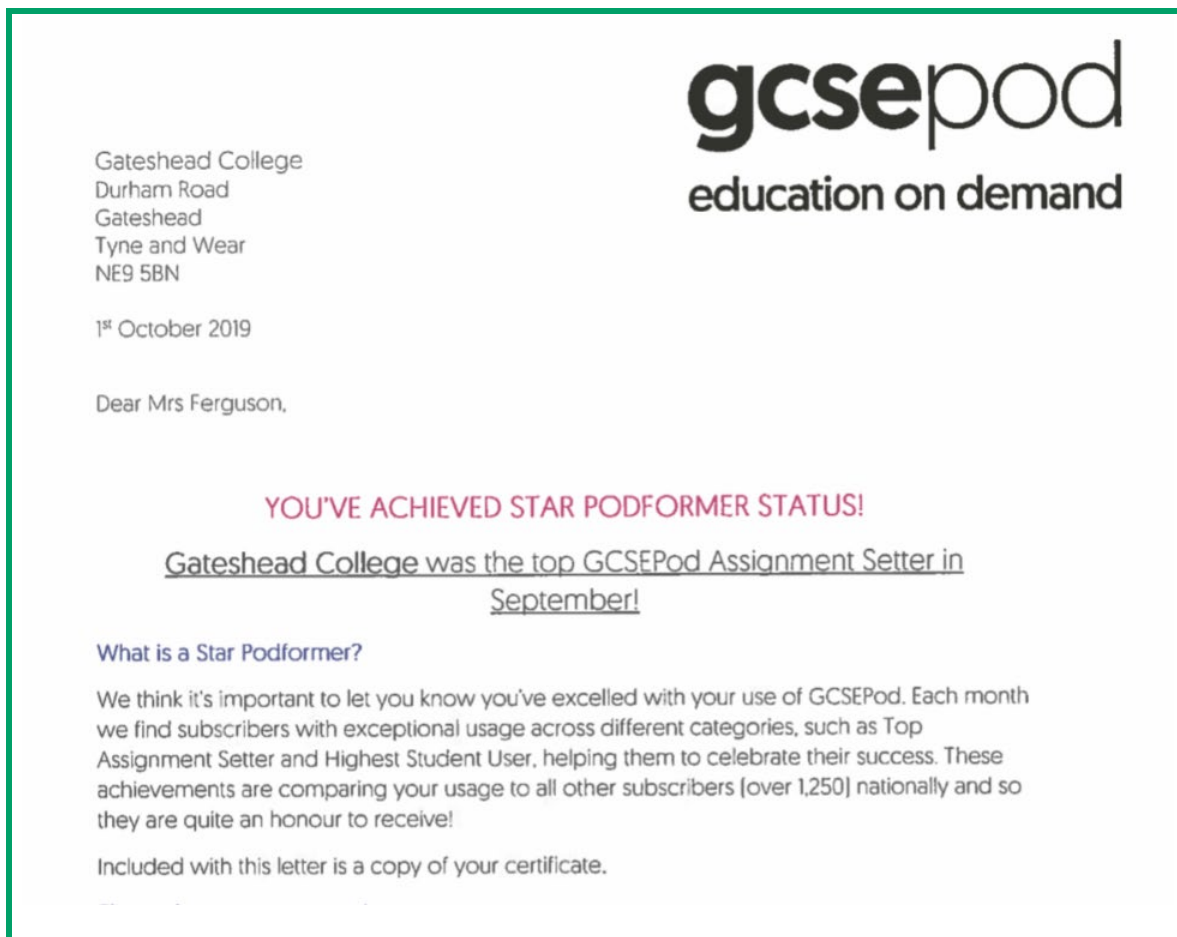 gcsepod
education on demand
Gateshead College
Durham Road
Gateshead
Tyne and Wear
NE9 5BN
1st October 2019
Dear Mrs Ferguson,
YOU'VE ACHIEVED STAR PODFORMER STATUS!
Gateshead College was the top GCSEPod Assignment Setter in
September!
What is a Star Podformer?
We think it's important to let you know you've excelled with your use of GCSEPod. Each month
we find subscribers with exceptional usage across different categories, such as Top
Assignment Setter and Highest Student User, helping them to celebrate their success. These
achievements are comparing your usage to all other subscribers (over 1,250) nationally and so
they are quite an honour to receive!
Included with this letter is a copy of your certificate.